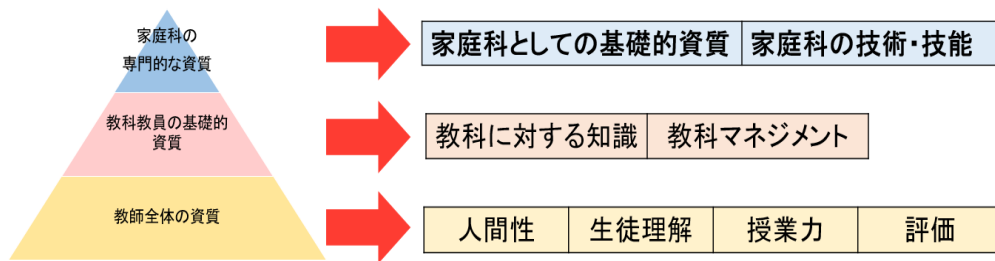 家庭科の
専門的な資質
家庭科としての基礎的資質 家庭科の技術・技能
教科教員の基礎的
資質
教科に対する知識 教科マネジメント
教師全体の資質
人間性 生徒理解 授業力 評価